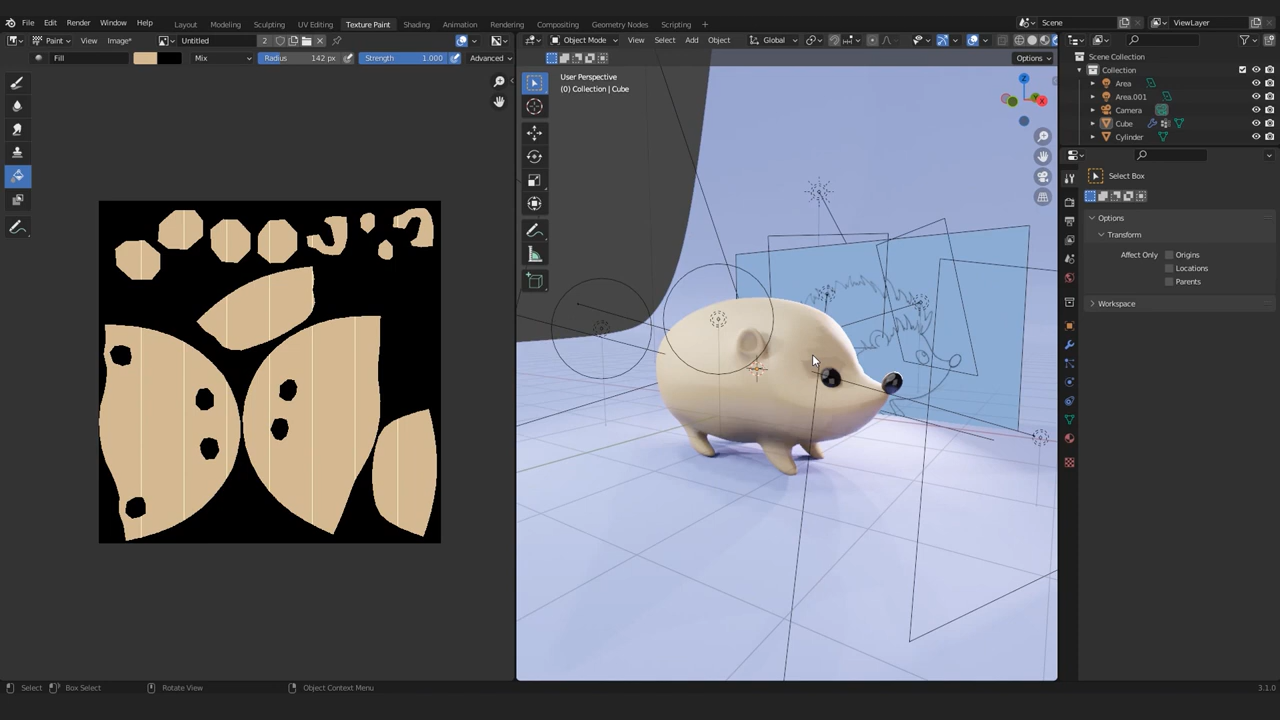 File Edit Render Window Help Layout Modeling Sculpting UV Editing Texture Paint Shading Animation Rendering Compositing Geometry Nodes Scripting + Scene ViewLayer
Paint View Image* Untitled 2 Object Mode View Select Add Object Global
Fill Mix Radius 142 px Strength 1.000 Advanced Options
User Perspective
(0) Collection | Cube
Scene Collection
Collection
Area
Area.001
Camera
Cube
Cylinder
Select Box
Options
Transform
Affect Only Origins
Locations
Parents
Workspace
Z
X
Select Box Select Rotate View Object Context Menu 3.1.0